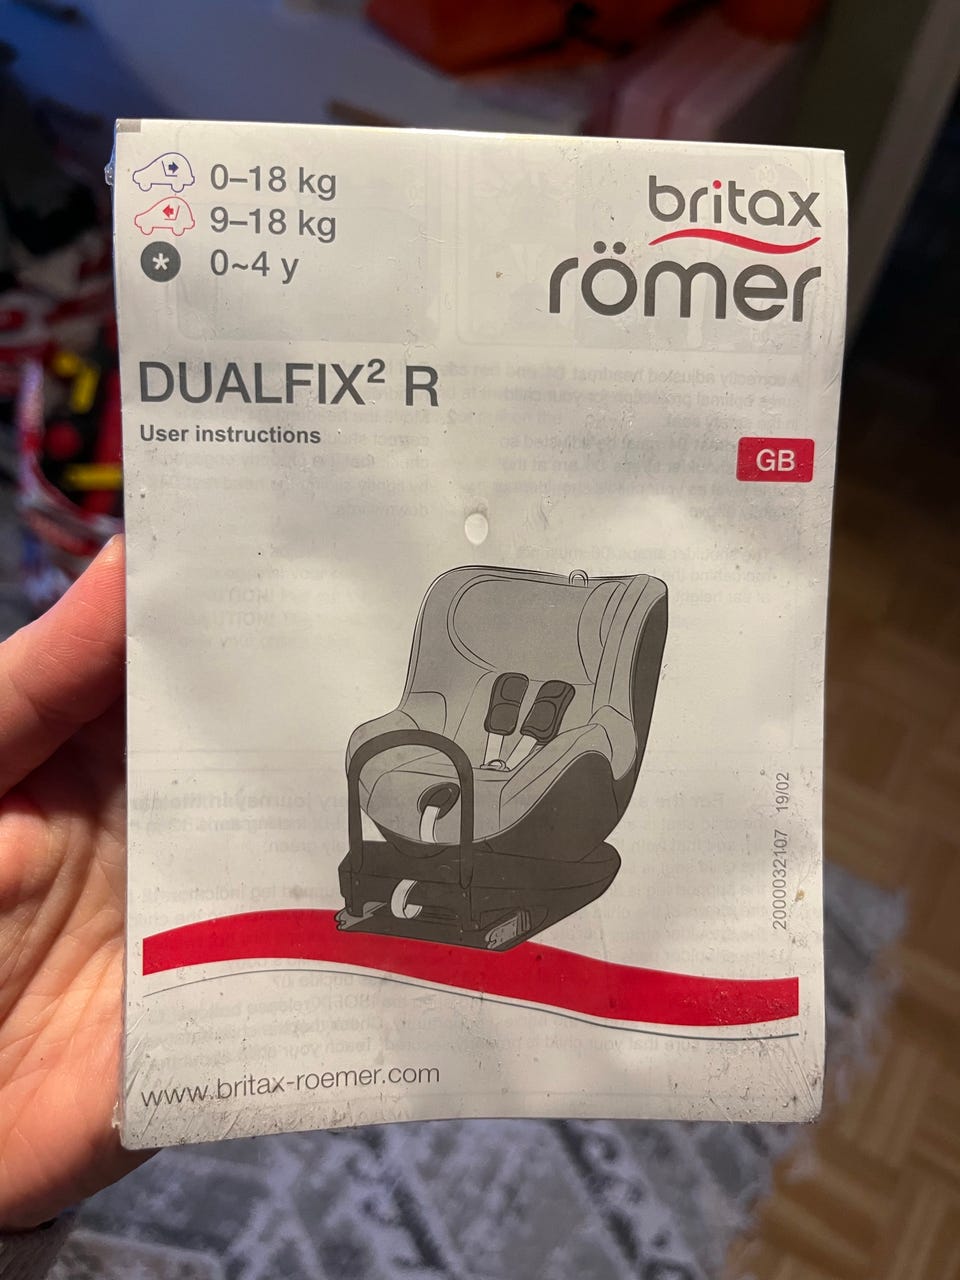 0–18 kg
9–18 kg
0~4 y
britax
römer
DUALFIX² R
User instructions
GB
2000032107 19/02
www.britax-roemer.com